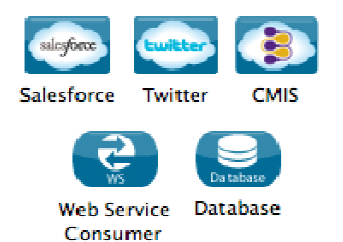 salesforce twitter
Salesforce Twitter CMIS
WS Database
Web Service Database
Consumer